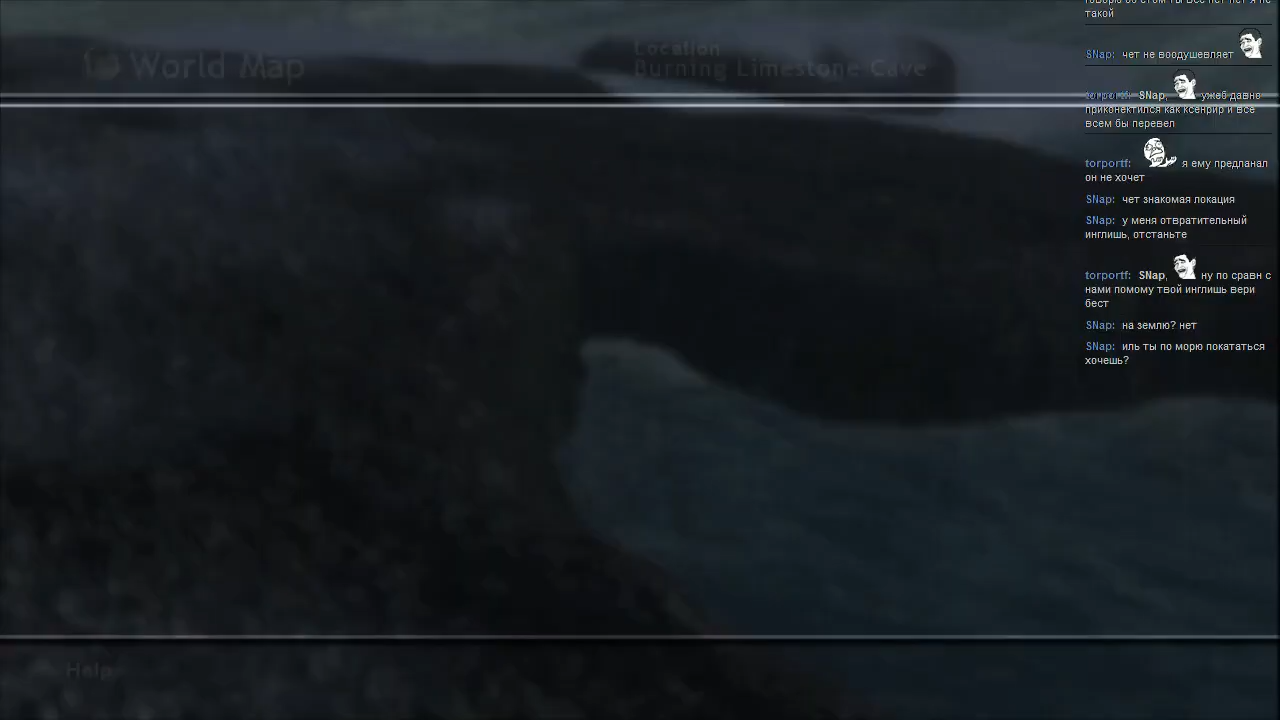 World Map
Location
Burning Limestone Cave
такой
SNap: чет не воодушевляет
torportf: SNap, ужеб давно
приконектился как ксенрир и все
всем бы перевел
torportf: я ему предланал
он не хочет
SNap: чет знакомая локация
SNap: у меня отвратительный
инглишь, отстаньте
torportf: SNap, ну по сравн с
нами помому твой инглишь вери
бест
SNap: на землю? нет
SNap: иль ты по морю покататься
хочешь?
Help